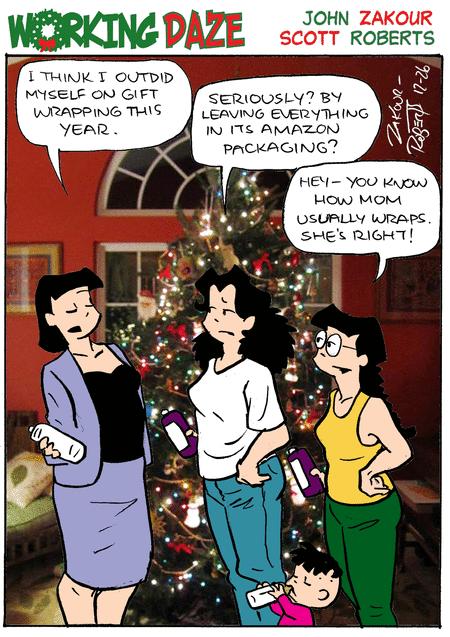 WORKING DAZE
JOHN ZAKOUR
SCOTT ROBERTS
I THINK I OUTDID
MYSELF ON GIFT
WRAPPING THIS
YEAR.
SERIOUSLY? BY
LEAVING EVERYTHING
IN ITS AMAZON
PACKAGING?
HEY- YOU KNOW
HOW MOM
USUALLY WRAPS.
SHE'S RIGHT!
ZAKOUR-
ROBERTS 12-26